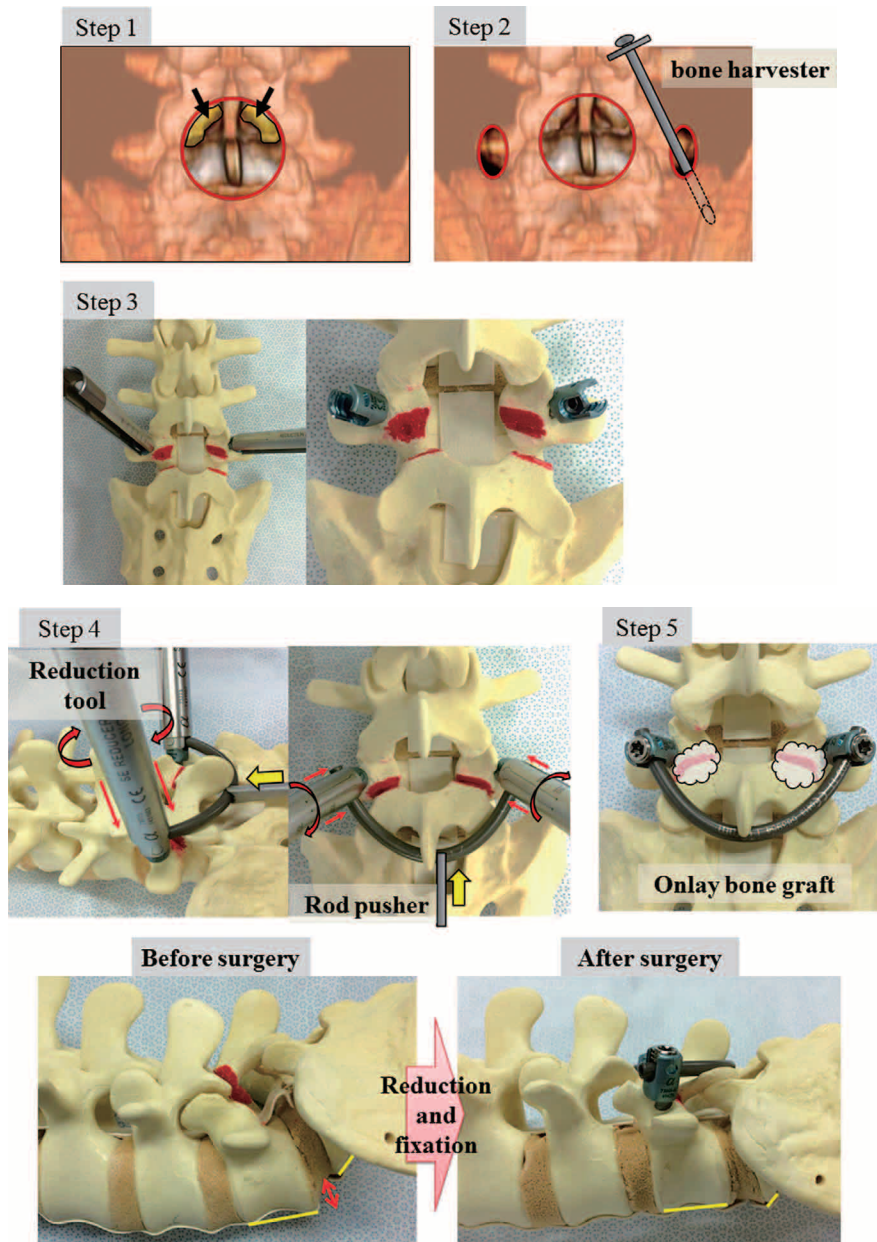 Step 1
Step 2
bone harvester
Step 3
Step 4
Reduction
tool
Rod pusher
Step 5
Onlay bone graft
Before surgery
After surgery
Reduction
and
fixation